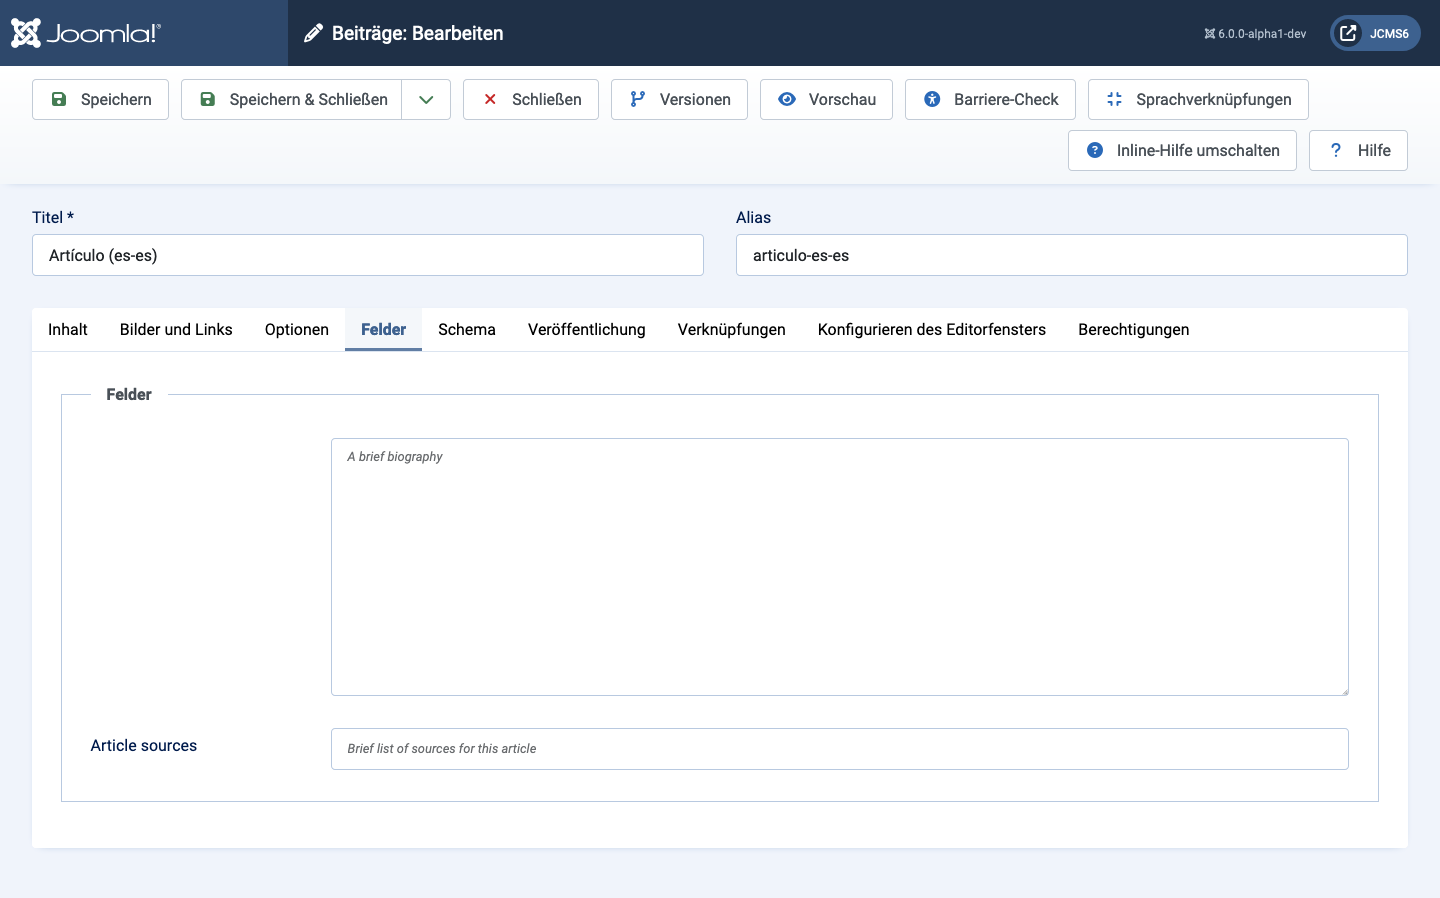 Joomla!®
Beiträge: Bearbeiten
6.0.0-alpha1-dev
JCMS6
Speichern
Speichern & Schließen
Schließen
Versionen
Vorschau
Barriere-Check
Sprachverknüpfungen
Inline-Hilfe umschalten
Hilfe
Titel *
Alias
Artículo (es-es)
articulo-es-es
Inhalt
Bilder und Links
Optionen
Felder
Schema
Veröffentlichung
Verknüpfungen
Konfigurieren des Editorfensters
Berechtigungen
Felder
A brief biography
Article sources
Brief list of sources for this article